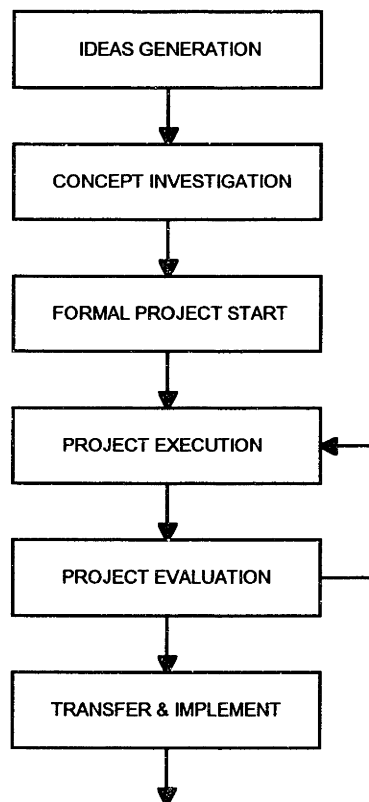 IDEAS GENERATION
CONCEPT INVESTIGATION
FORMAL PROJECT START
PROJECT EXECUTION
PROJECT EVALUATION
TRANSFER & IMPLEMENT